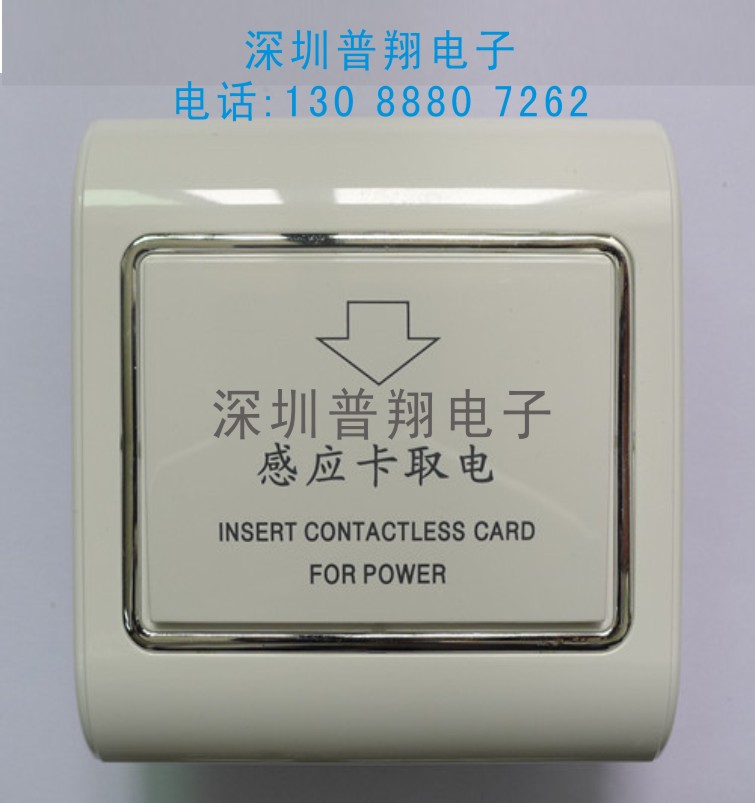 深圳普翔电子
电话:130 8880 7262
深圳普翔电子
感应卡取电
INSERT CONTACTLESS CARD
FOR POWER